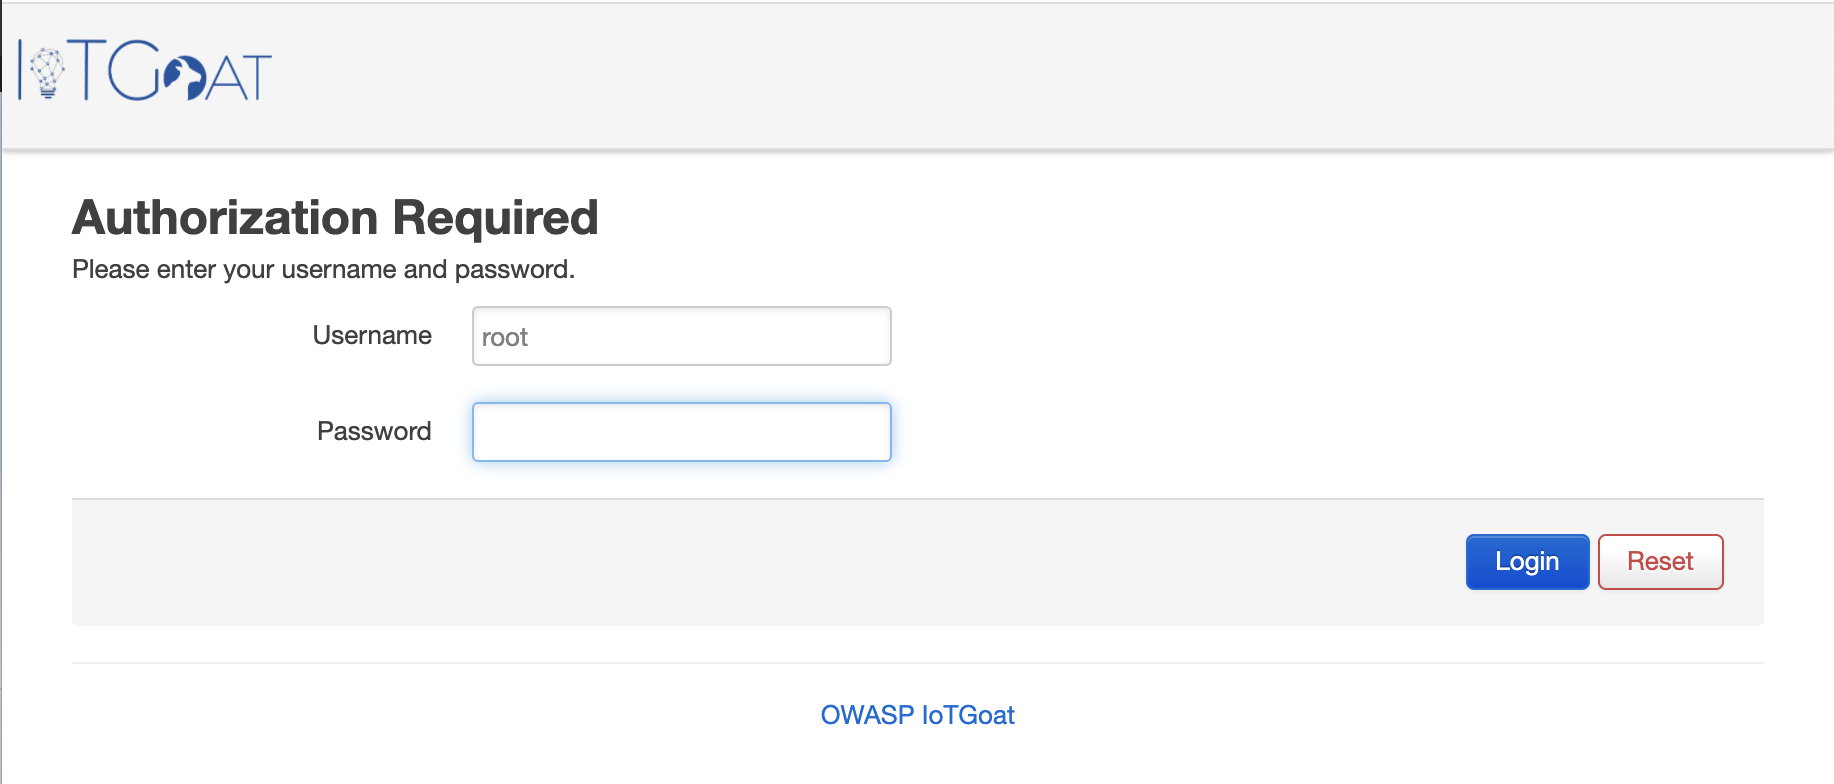 IoTGoat
Authorization Required
Please enter your username and password.
Username
root
Password
Login
Reset
OWASP IoTGoat